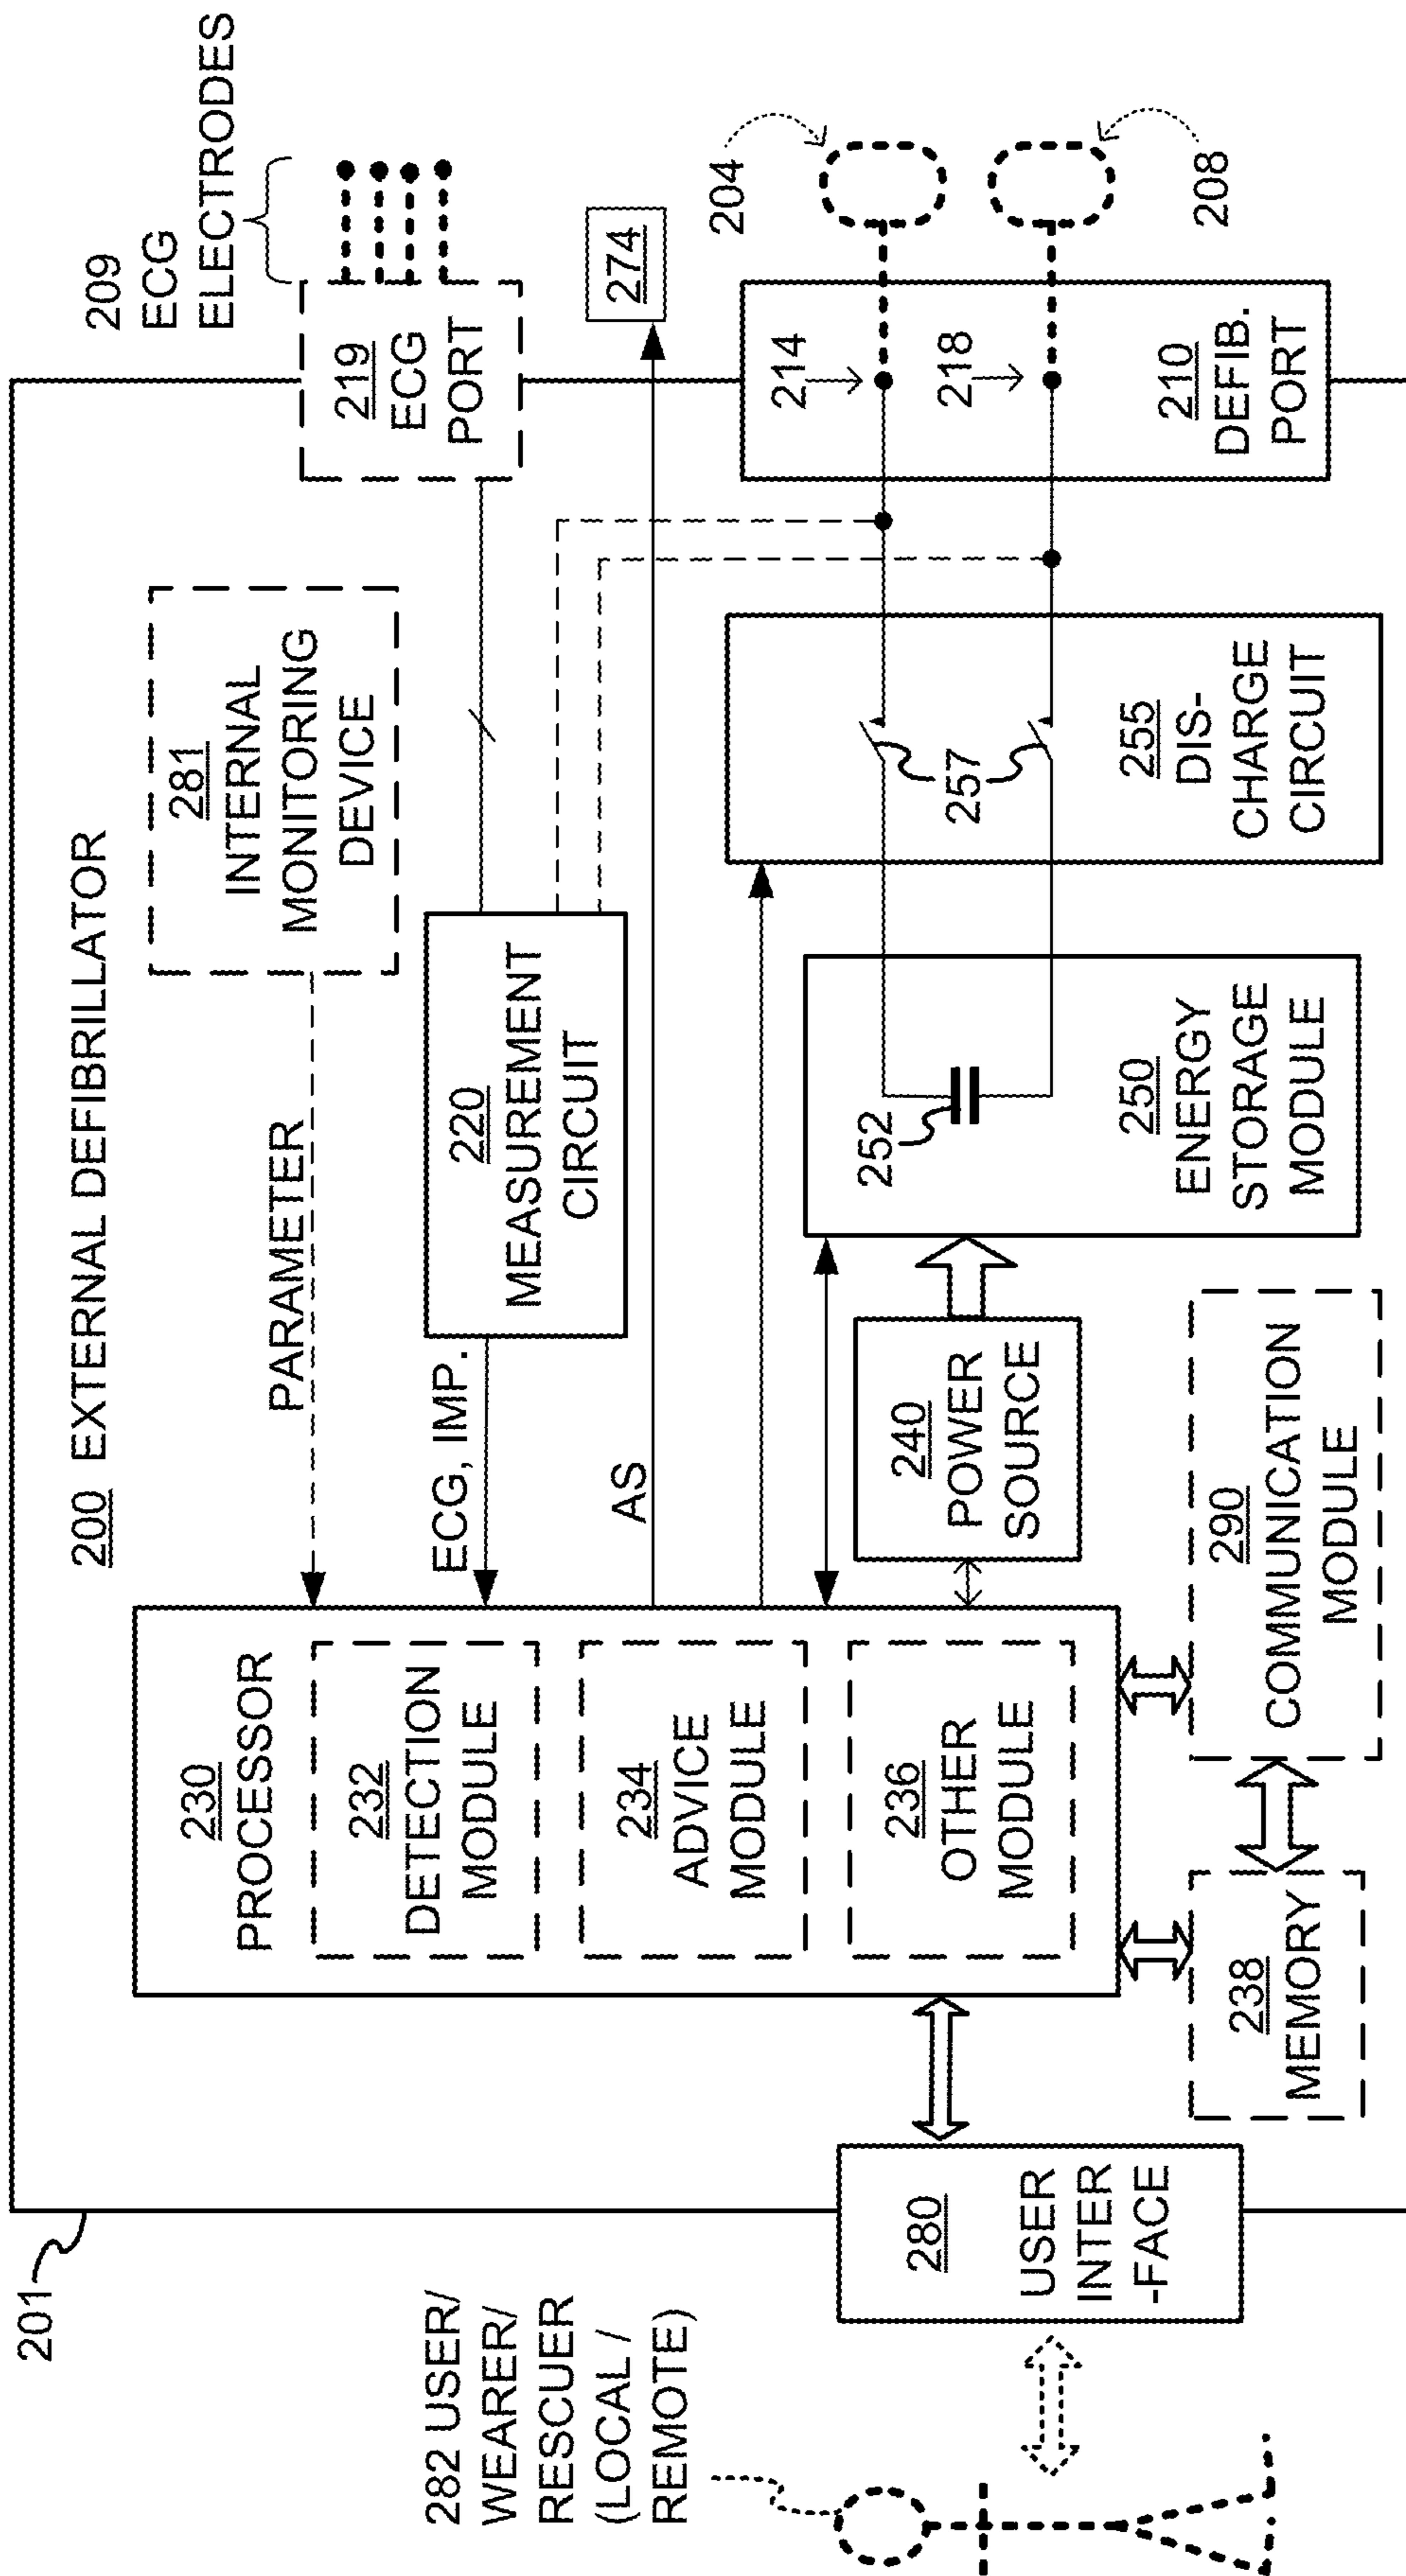 201
200 EXTERNAL DEFIBRILLATOR
209
ECG
ELECTRODES
282 USER/
WEARER/
RESCUER
(LOCAL /
REMOTE)
280
USER
INTER
-FACE
230
PROCESSOR
232
DETECTION
MODULE
234
ADVICE
MODULE
236
OTHER
MODULE
238
MEMORY
290
COMMUNICATION
MODULE
PARAMETER
ECG, IMP.
AS
281
INTERNAL
MONITORING
DEVICE
220
MEASUREMENT
CIRCUIT
240
POWER
SOURCE
252
250
ENERGY
STORAGE
MODULE
257
255
DIS-
CHARGE
CIRCUIT
219
ECG
PORT
274
214
218
210
DEFIB.
PORT
204
208